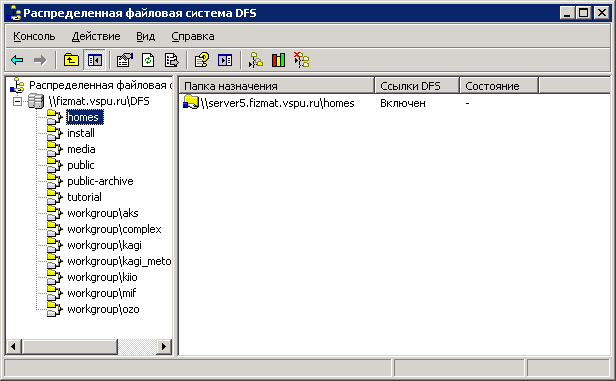 Распределенная файловая система DFS
Консоль Действие Вид Справка
Распределенная файловая с
\\fizmat.vspu.ru\DFS
homes
install
media
public
public-archive
tutorial
workgroup\aks
workgroup\complex
workgroup\kagi
workgroup\kagi_meto
workgroup\kiio
workgroup\mif
workgroup\ozo
Папка назначения Ссылки DFS Состояние
\\server5.fizmat.vspu.ru\homes Включен -